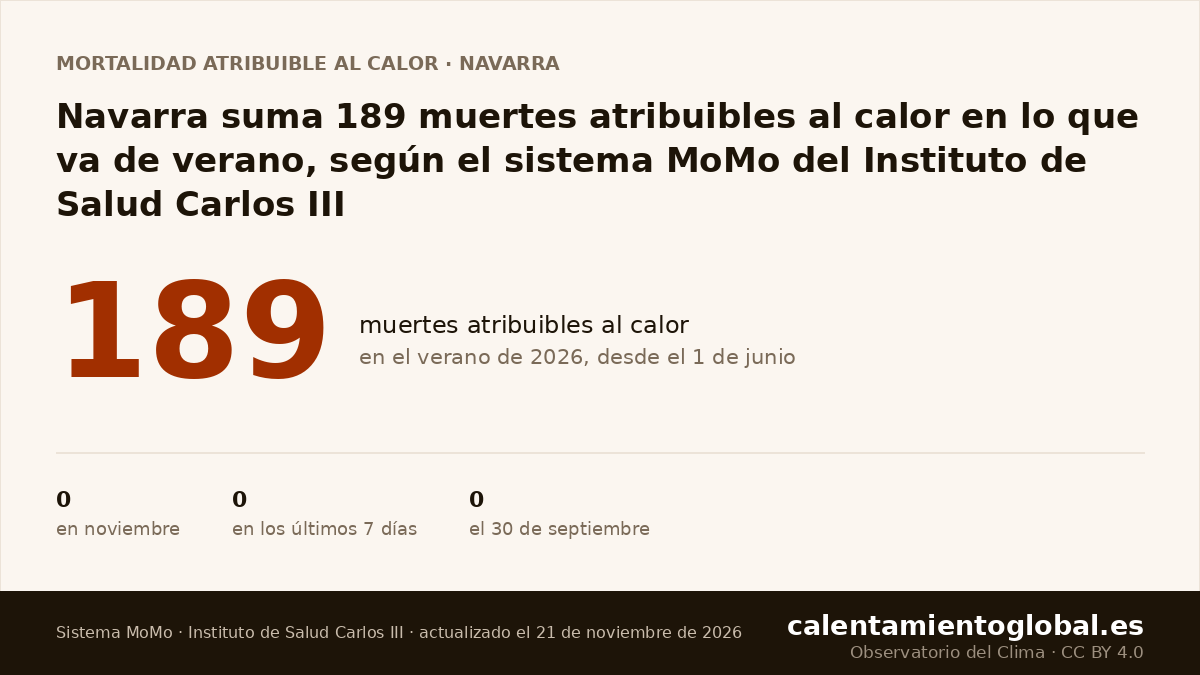 MORTALIDAD ATRIBUIBLE AL CALOR · NAVARRA
Navarra suma 189 muertes atribuibles al calor en lo que
va de verano, según el sistema MoMo del Instituto de
Salud Carlos III
189
muertes atribuibles al calor
en el verano de 2026, desde el 1 de junio
0
en noviembre
0
en los últimos 7 días
0
el 30 de septiembre
Sistema MoMo · Instituto de Salud Carlos III · actualizado el 21 de noviembre de 2026
calentamientoglobal.es
Observatorio del Clima · CC BY 4.0